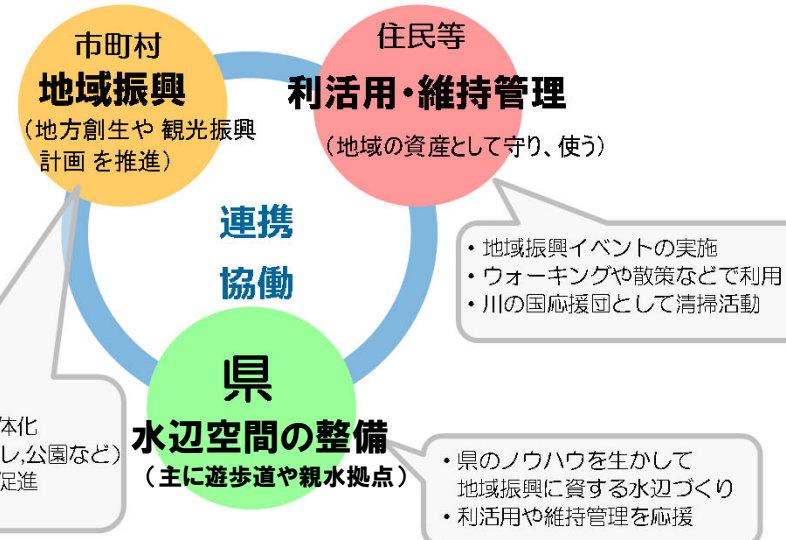 市町村
地域振興
(地方創生や 観光振興
計画 を推進)
住民等
利活用・維持管理
(地域の資産として守り、使う)
連携
協働
・地域振興イベントの実施
・ウォーキングや散策などで利用
・川の国応援団として清掃活動
県
水辺空間の整備
(主に遊歩道や親水拠点)
体化
レ,公園など)
促進
・県のノウハウを生かして
地域振興に資する水辺づくり
・利活用や維持管理を応援